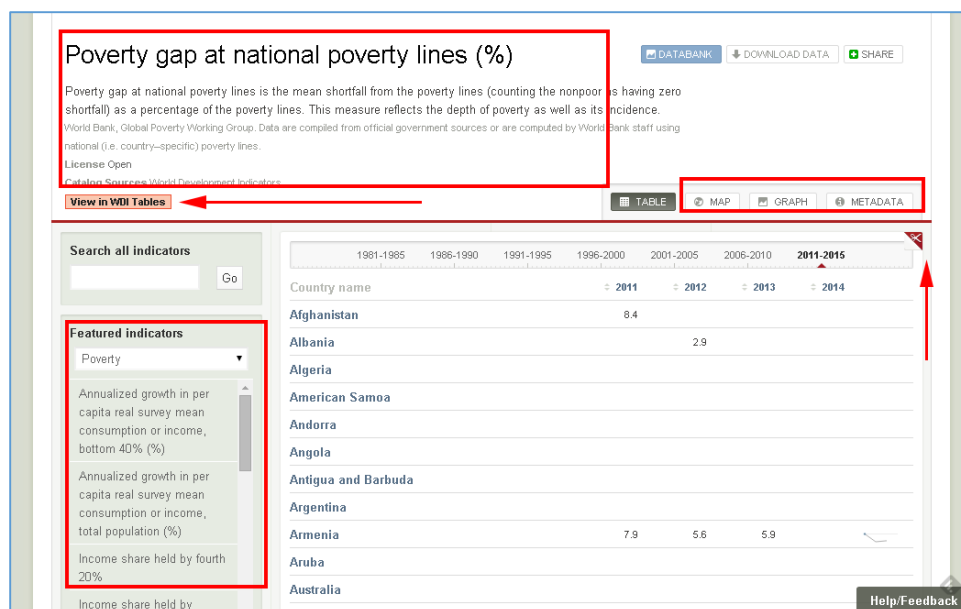 Poverty gap at national poverty lines (%)
DATABANK DOWNLOAD DATA SHARE
Poverty gap at national poverty lines is the mean shortfall from the poverty lines (counting the nonpoor as having zero
shortfall) as a percentage of the poverty lines. This measure reflects the depth of poverty as well as its incidence.
World Bank, Global Poverty Working Group. Data are compiled from official government sources or are computed by World Bank staff using
national (i.e. country–specific) poverty lines.
License Open
Catalog Sources World Development Indicators
View in WDI Tables
TABLE MAP GRAPH METADATA
Search all indicators
Go
Featured indicators
Poverty
Annualized growth in per
capita real survey mean
consumption or income,
bottom 40% (%)
Annualized growth in per
capita real survey mean
consumption or income,
total population (%)
Income share held by fourth
20%
Income share held by
1981-1985 1986-1990 1991-1995 1996-2000 2001-2005 2006-2010 2011-2015
Country name 2011 2012 2013 2014
Afghanistan 8.4
Albania 2.9
Algeria
American Samoa
Andorra
Angola
Antigua and Barbuda
Argentina
Armenia 7.9 5.6 5.9
Aruba
Australia
Help/Feedback